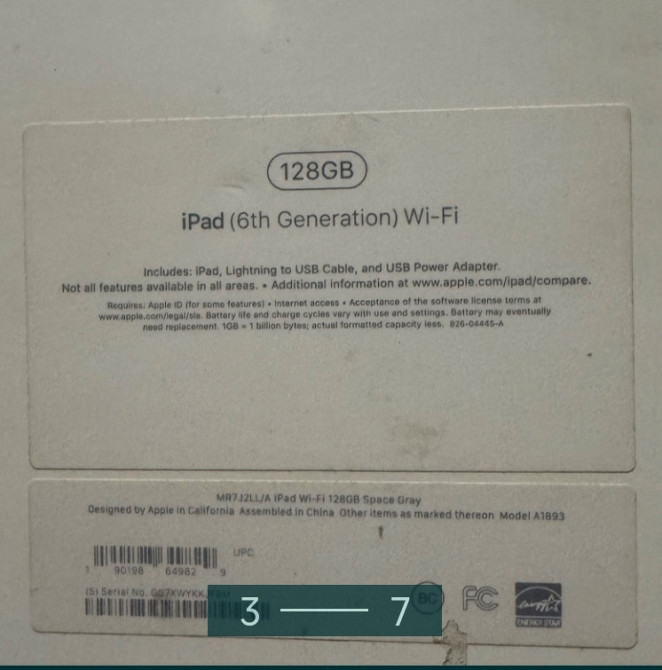 128GB
iPad (6th Generation) Wi-Fi
Includes: iPad, Lightning to USB Cable, and USB Power Adapter.
Not all features available in all areas. • Additional information at www.apple.com/ipad/compare.
Requires: Apple ID (for some features) • Internet access • Acceptance of the software license terms at
www.apple.com/legal/sla. Battery life and charge cycles vary with use and settings. Battery may eventually
need replacement. 1GB = 1 billion bytes; actual formatted capacity less. 826-04445-A
MR7J2LL/A iPad Wi-Fi 128GB Space Gray
Designed by Apple in California Assembled in China Other items as marked thereon Model A1893
UPC
1 90198 64982 9
(S) Serial No.
BC FC
ENERGY STAR
3 — 7